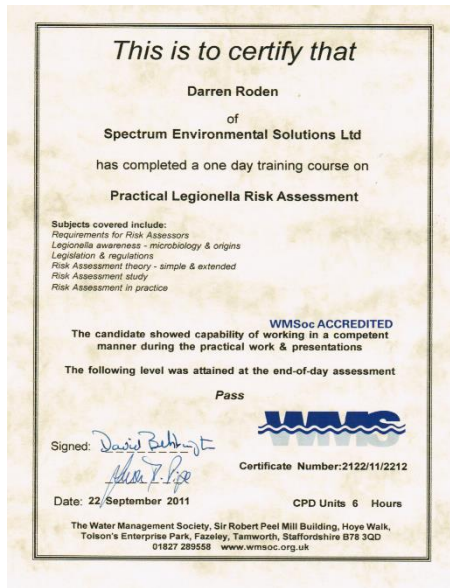 This is to certify that
Darren Roden
of
Spectrum Environmental Solutions Ltd
has completed a one day training course on
Practical Legionella Risk Assessment
Subjects covered include:
Requirements for Risk Assessors
Legionella awareness - microbiology & origins
Legislation & regulations
Risk Assessment theory - simple & extended
Risk Assessment study
Risk Assessment in practice
WMSoc ACCREDITED
The candidate showed capability of working in a competent
manner during the practical work & presentations
The following level was attained at the end-of-day assessment
Pass
WMS
Signed: David
Certificate Number:2122/11/2212
Date: 22 September 2011
CPD Units 6 Hours
The Water Management Society, Sir Robert Peel Mill Building, Hoye Walk,
Tolson's Enterprise Park, Fazeley, Tamworth, Staffordshire B78 3QD
01827 289558 www.wmsoc.org.uk